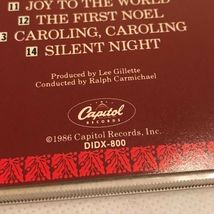 11 JOY TO THE WORLD
12 THE FIRST NOEL
13 CAROLING, CAROLING
14 SILENT NIGHT
Produced by Lee Gillette
Conducted by Ralph Carmichael
Capitol
RECORDS
©1986 Capitol Records, Inc.
DIDX-800